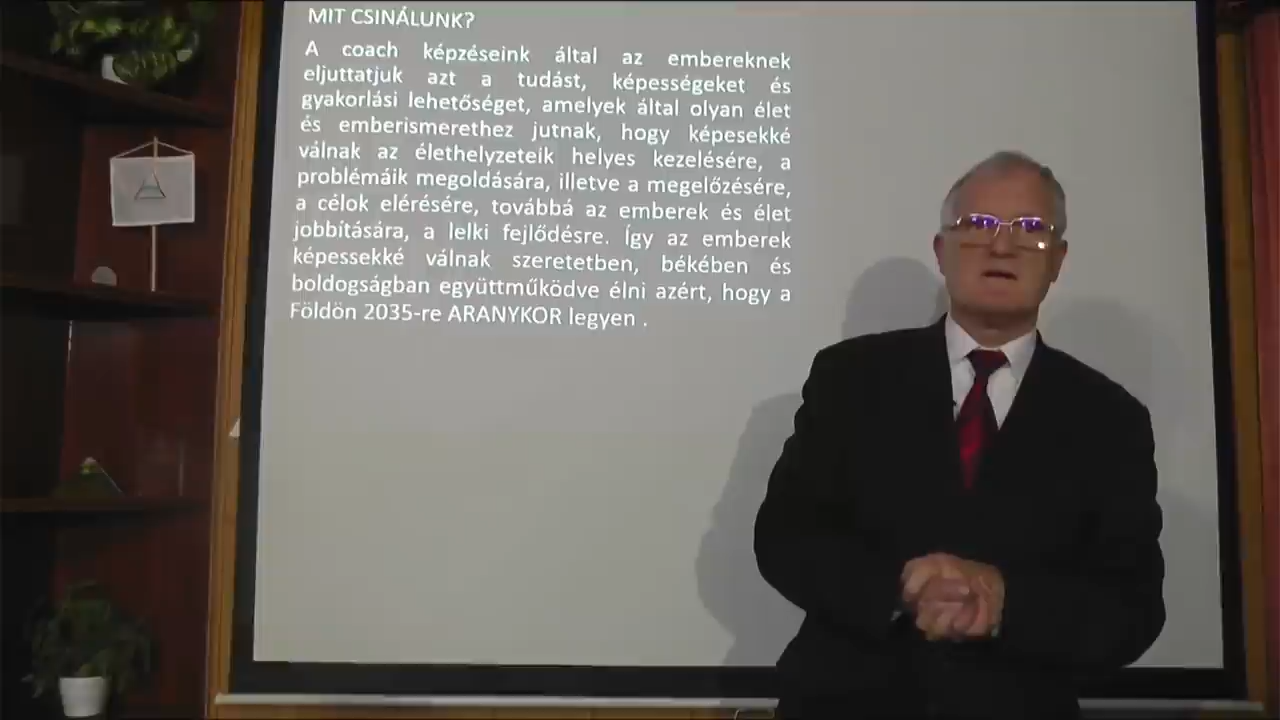 MIT CSINÁLUNK?
A coach képzéseink által az embereknek
eljuttatjuk azt a tudást, képességeket és
gyakorlási lehetőséget, amelyek által olyan élet
és emberismerethez jutnak, hogy képesekké
válnak az élethelyzeteik helyes kezelésére, a
problémáik megoldására, illetve a megelőzésére,
a célok elérésére, továbbá az emberek és élet
jobbítására, a lelki fejlődésre. Így az emberek
képessekké válnak szeretetben, békében és
boldogságban együttműködve élni azért, hogy a
Földön 2035-re ARANYKOR legyen .